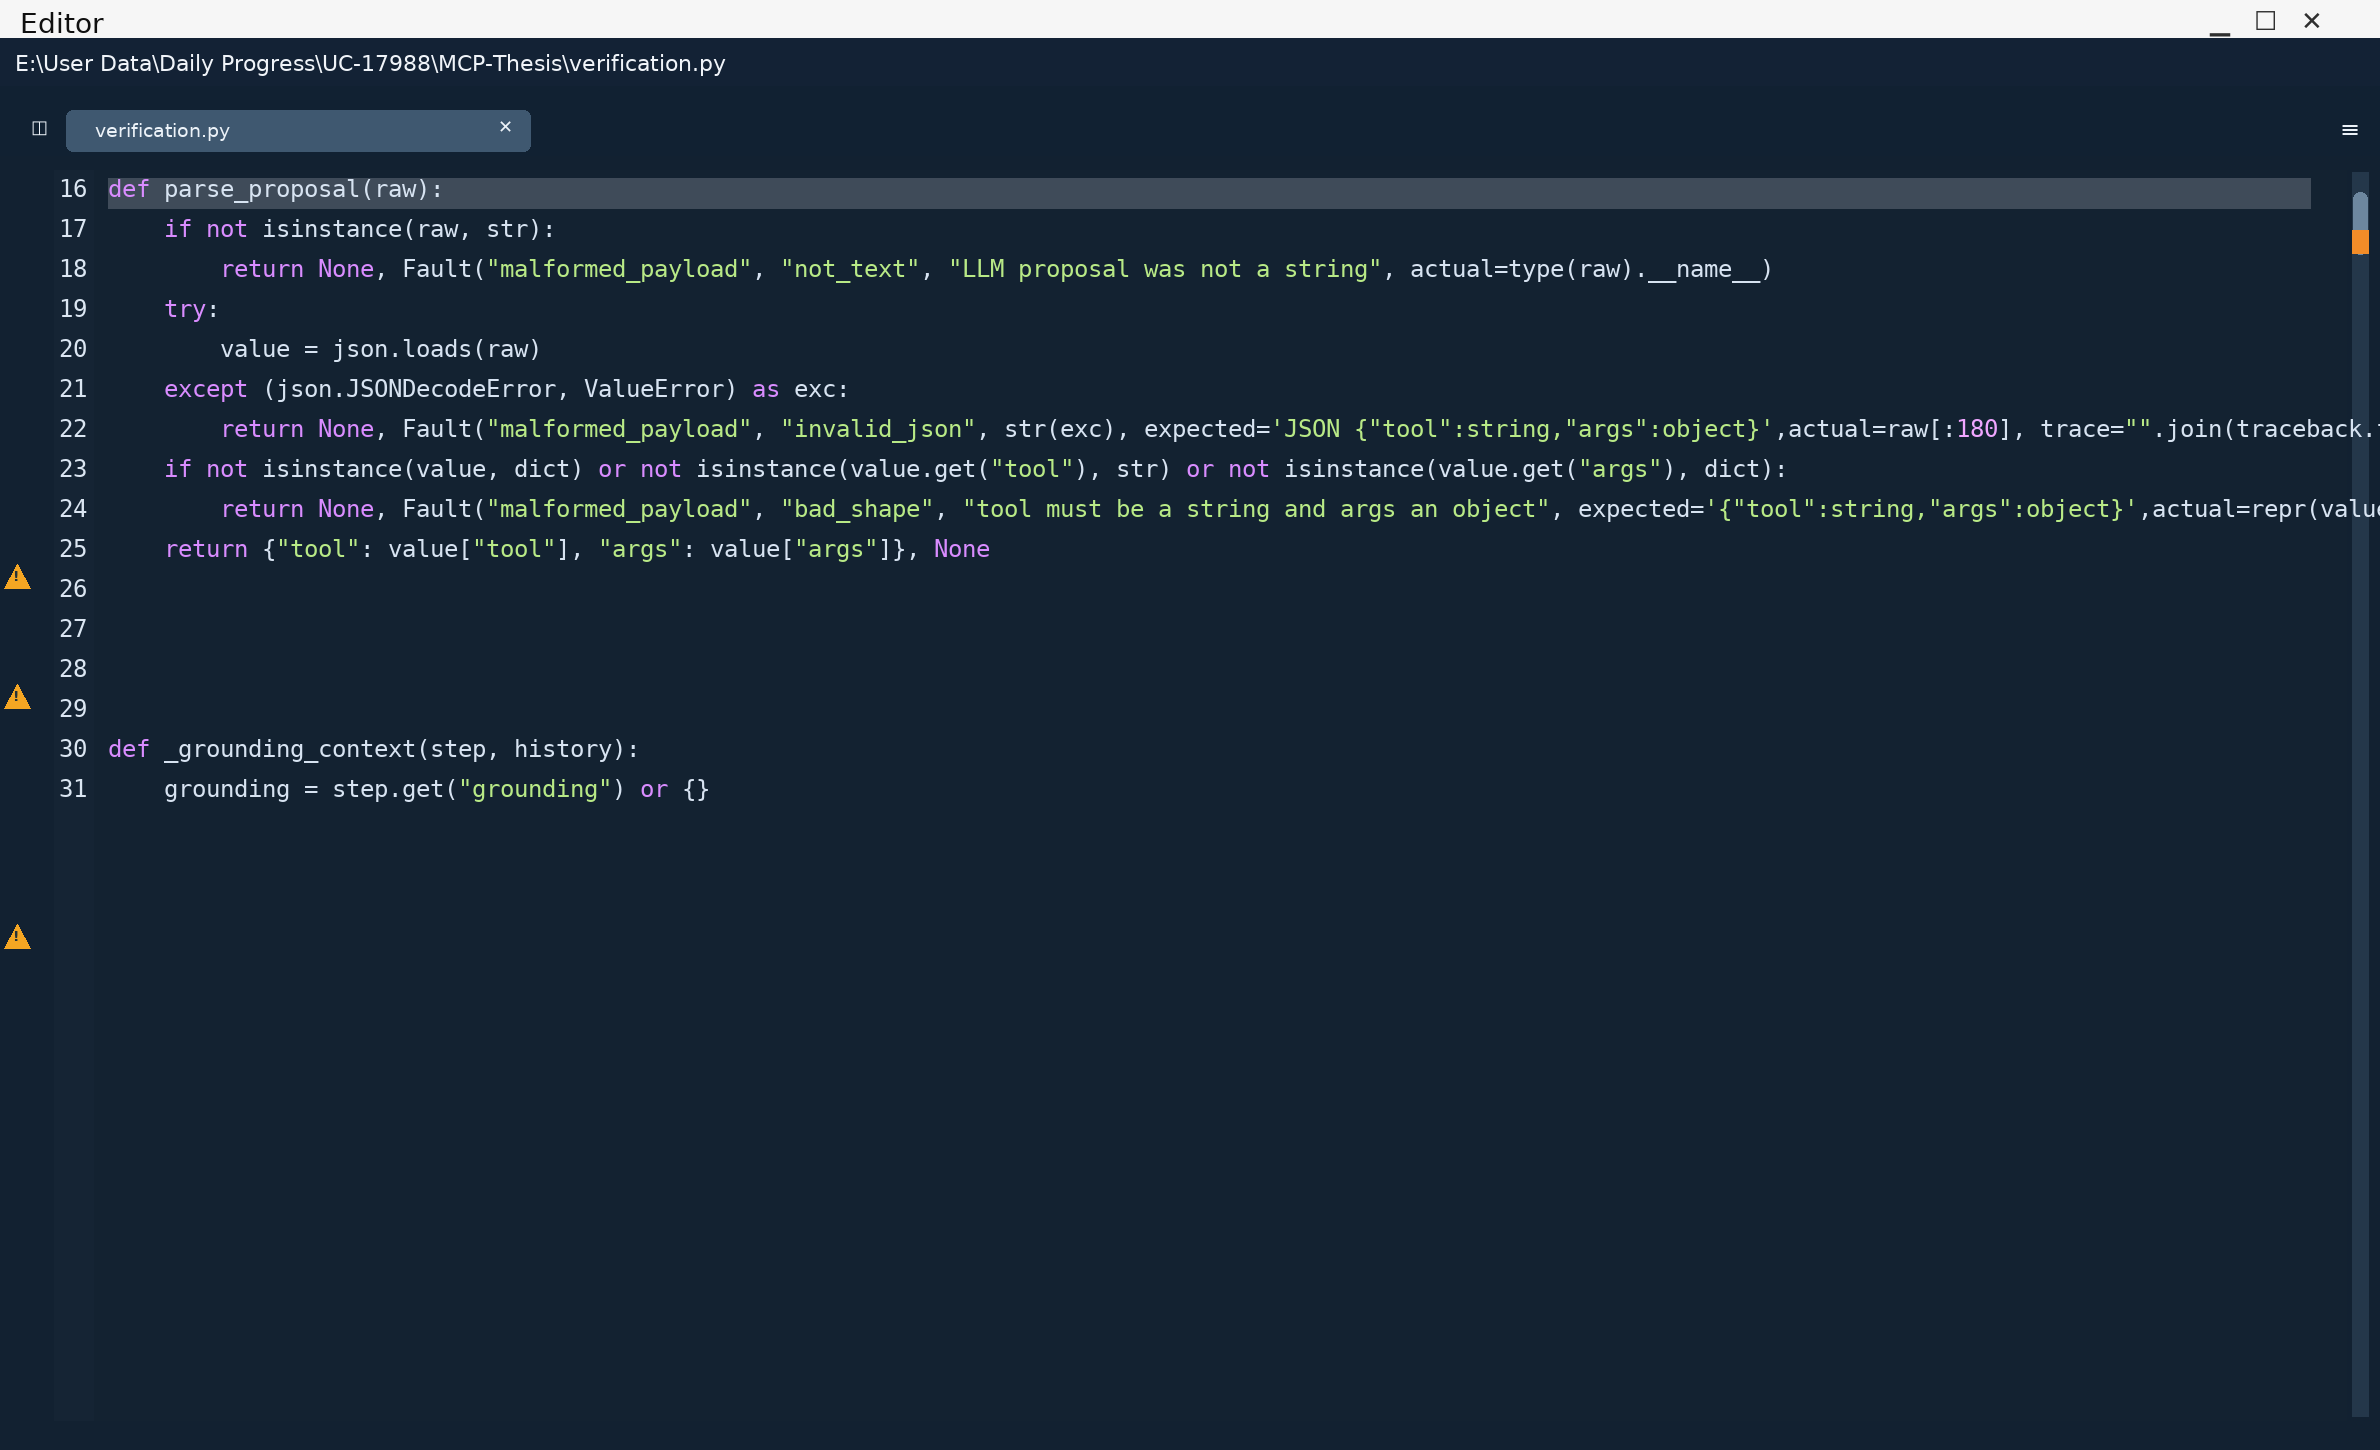 Editor
E:\User Data\Daily Progress\UC-17988\MCP-Thesis\verification.py
verification.py
16 def parse_proposal(raw):
17     if not isinstance(raw, str):
18         return None, Fault("malformed_payload", "not_text", "LLM proposal was not a string", actual=type(raw).__name__)
19     try:
20         value = json.loads(raw)
21     except (json.JSONDecodeError, ValueError) as exc:
22         return None, Fault("malformed_payload", "invalid_json", str(exc), expected='JSON {"tool":string,"args":object}',actual=raw[:180], trace="".join(traceback.
23     if not isinstance(value, dict) or not isinstance(value.get("tool"), str) or not isinstance(value.get("args"), dict):
24         return None, Fault("malformed_payload", "bad_shape", "tool must be a string and args an object", expected='{"tool":string,"args":object}',actual=repr(value
25     return {"tool": value["tool"], "args": value["args"]}, None
26
27
28
29
30 def _grounding_context(step, history):
31     grounding = step.get("grounding") or {}